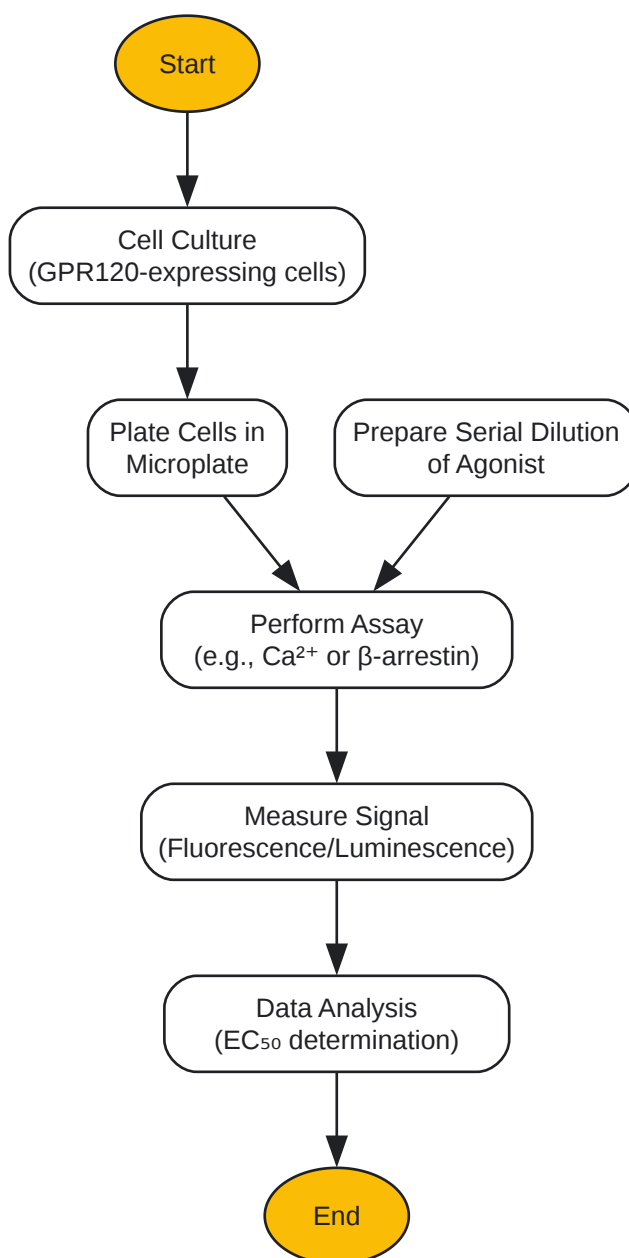 Start
Cell Culture
(GPR120-expressing cells)
Plate Cells in
Microplate
Prepare Serial Dilution
of Agonist
Perform Assay
(e.g., Ca²⁺ or β-arrestin)
Measure Signal
(Fluorescence/Luminescence)
Data Analysis
(EC₅₀ determination)
End